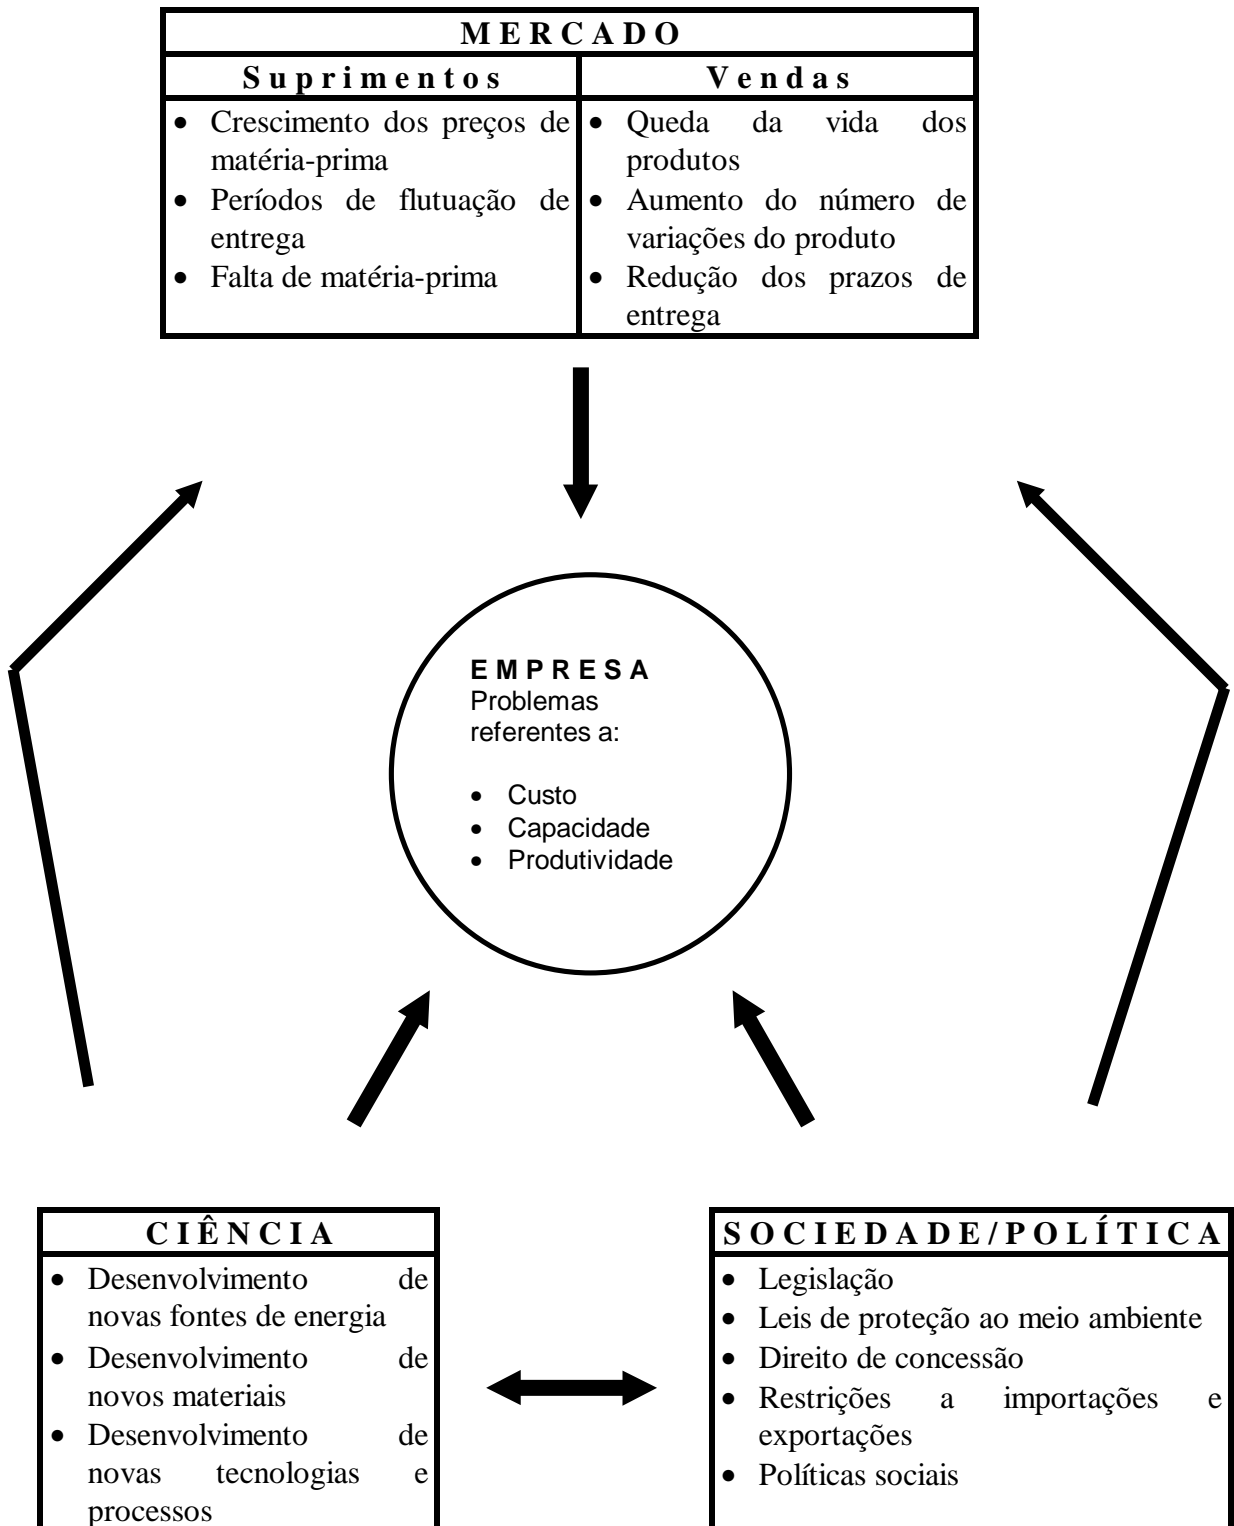 M E R C A D O
S u p r i m e n t o s
V e n d a s
• Crescimento dos preços de
matéria-prima
• Períodos de flutuação de
entrega
• Falta de matéria-prima
• Queda da vida dos
produtos
• Aumento do número de
variações do produto
• Redução dos prazos de
entrega
E M P R E S A
Problemas
referentes a:
• Custo
• Capacidade
• Produtividade
C I Ê N C I A
• Desenvolvimento de
novas fontes de energia
• Desenvolvimento de
novos materiais
• Desenvolvimento de
novas tecnologias e
processos
S O C I E D A D E / P O L Í T I C A
• Legislação
• Leis de proteção ao meio ambiente
• Direito de concessão
• Restrições a importações e
exportações
• Políticas sociais